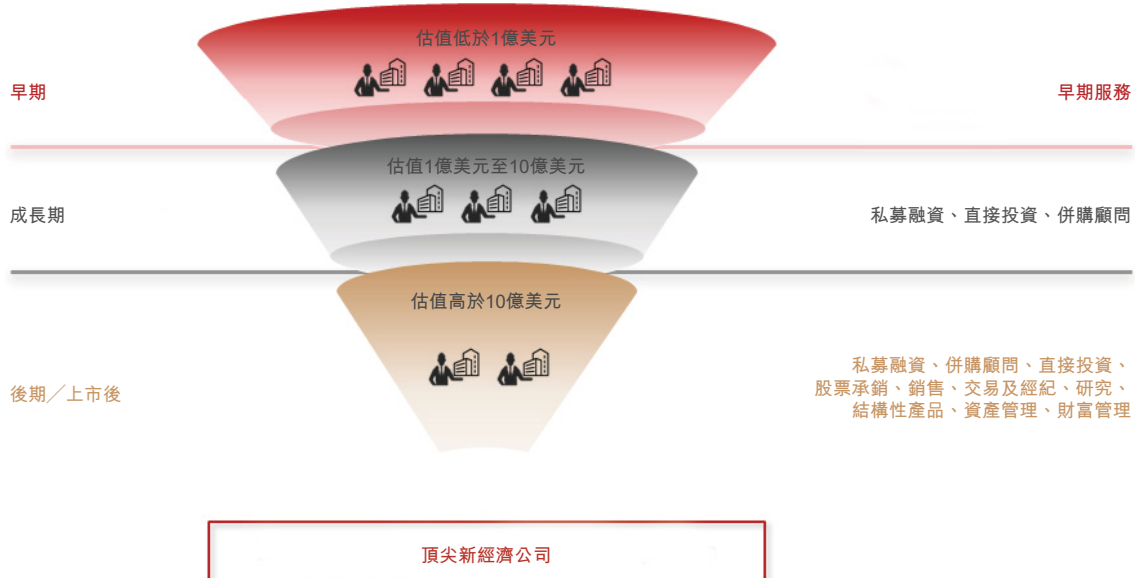 估值低於1億美元
早期
早期服務
估值1億美元至10億美元
成長期
私募融資、直接投資、併購顧問
估值高於10億美元
後期／上市後
私募融資、併購顧問、直接投資、
股票承銷、銷售、交易及經紀、研究、
結構性產品、資產管理、財富管理
頂尖新經濟公司